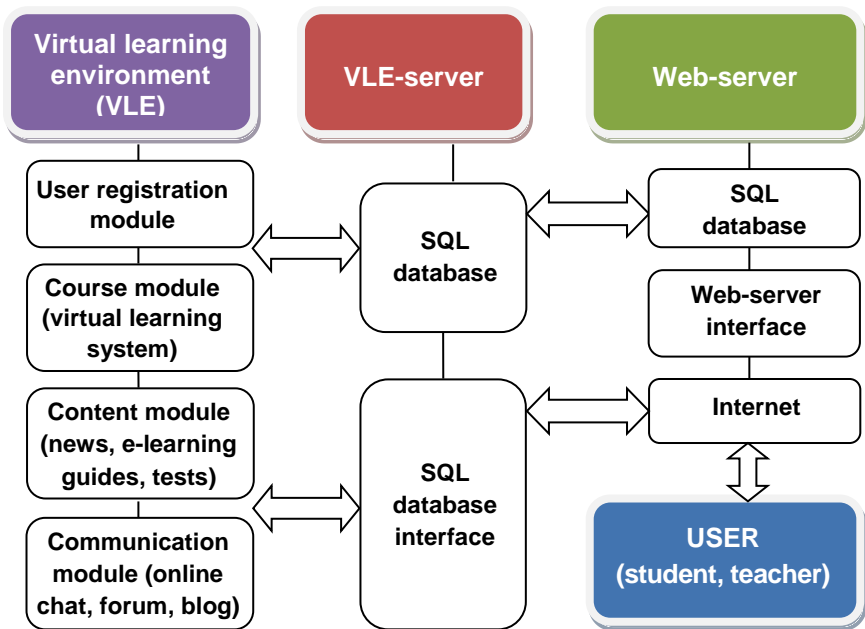 Virtual learning
environment
(VLE)
VLE-server
Web-server
User registration
module
Course module
(virtual learning
system)
Content module
(news, e-learning
guides, tests)
Communication
module (online
chat, forum, blog)
SQL
database
SQL
database
interface
SQL
database
Web-server
interface
Internet
USER
(student, teacher)